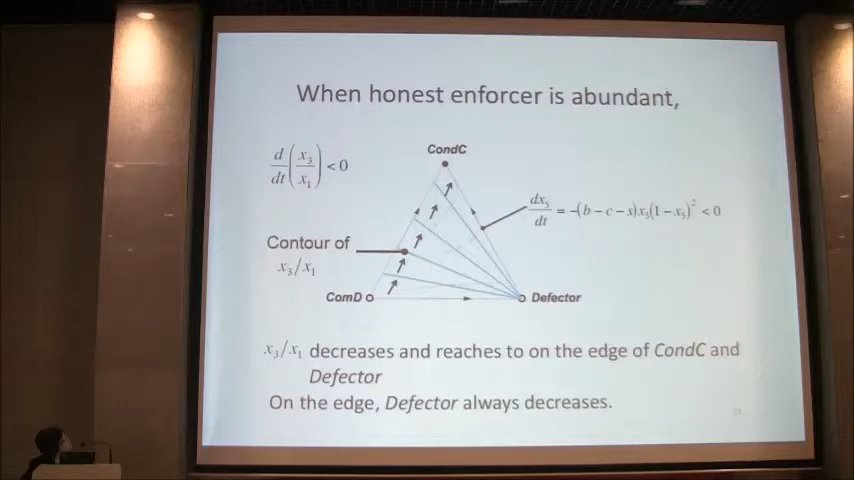 When honest enforcer is abundant,
d/dt (x₃/x₁) < 0
CondC
dx₅/dt = -(b - c - s)x₅(1 - x₅)² < 0
Contour of
x₃/x₁
ComD
Defector
x₃/x₁ decreases and reaches to on the edge of CondC and
Defector
On the edge, Defector always decreases.